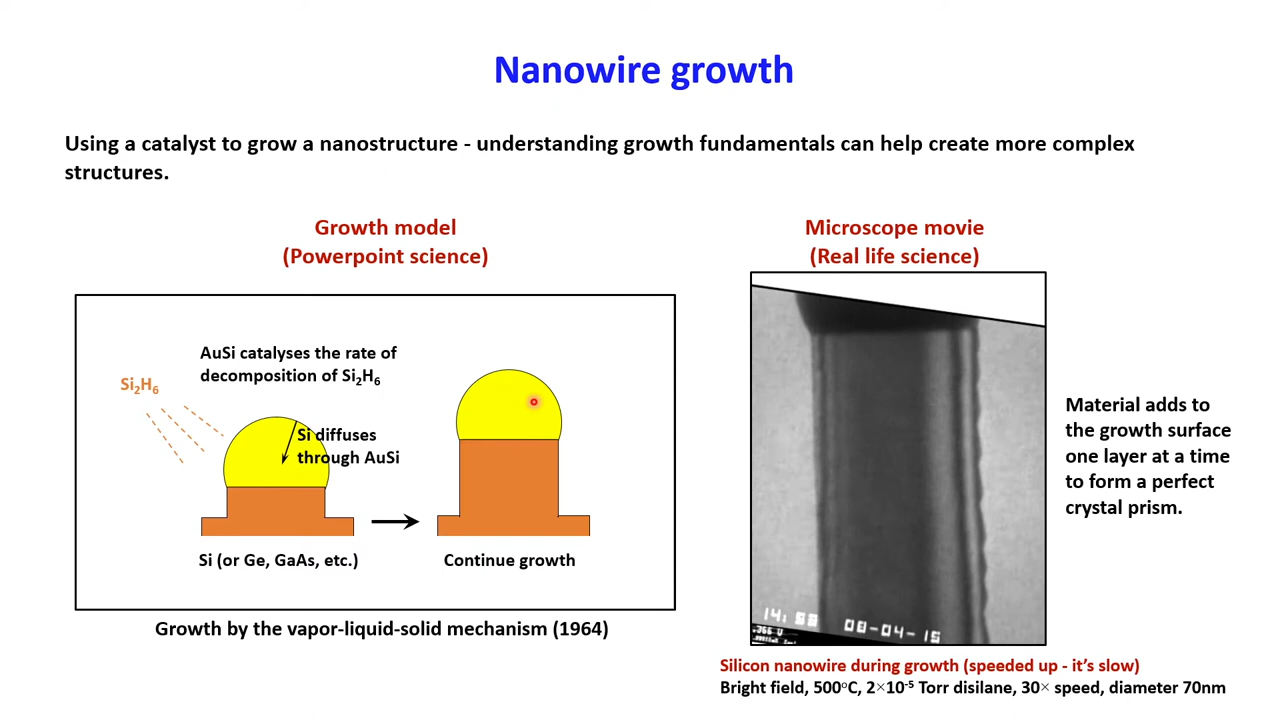 Nanowire growth
Using a catalyst to grow a nanostructure - understanding growth fundamentals can help create more complex
structures.
Growth model
(Powerpoint science)
AuSi catalyses the rate of
decomposition of Si₂H₆
Si₂H₆
Si diffuses
through AuSi
Si (or Ge, GaAs, etc.)
Continue growth
Growth by the vapor-liquid-solid mechanism (1964)
Microscope movie
(Real life science)
Material adds to
the growth surface
one layer at a time
to form a perfect
crystal prism.
08-04-15
Silicon nanowire during growth (speeded up - it’s slow)
Bright field, 500°C, 2×10⁻⁵ Torr disilane, 30× speed, diameter 70nm